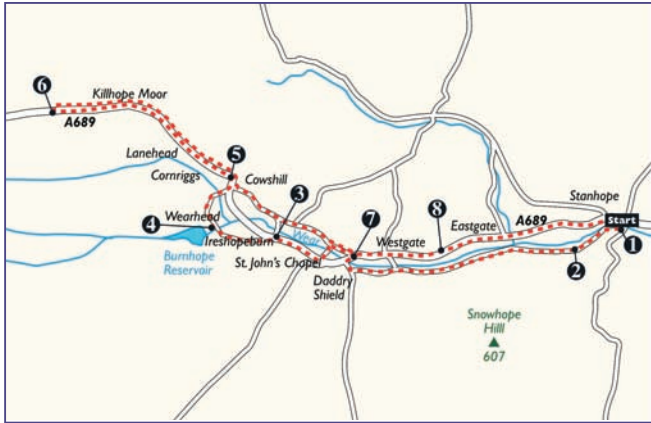 6
Killhope Moor
A689
Lanehead
5
Cornriggs
Cowshill
3
Stanhope
4
Wearhead
7
8
Eastgate
A689
Start
Ireshopeburn
Wear
Westgate
1
Burnhope
Reservoir
St. John's Chapel
2
Daddry
Shield
Snowhope
Hilll
607